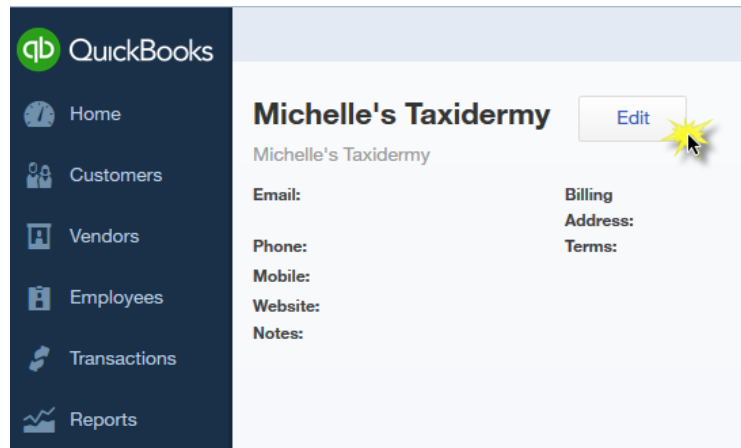 qb QuickBooks
Home
Customers
Vendors
Employees
Transactions
Reports
Michelle's Taxidermy
Edit
Michelle's Taxidermy
Email:
Billing
Address:
Phone:
Terms:
Mobile:
Website:
Notes: